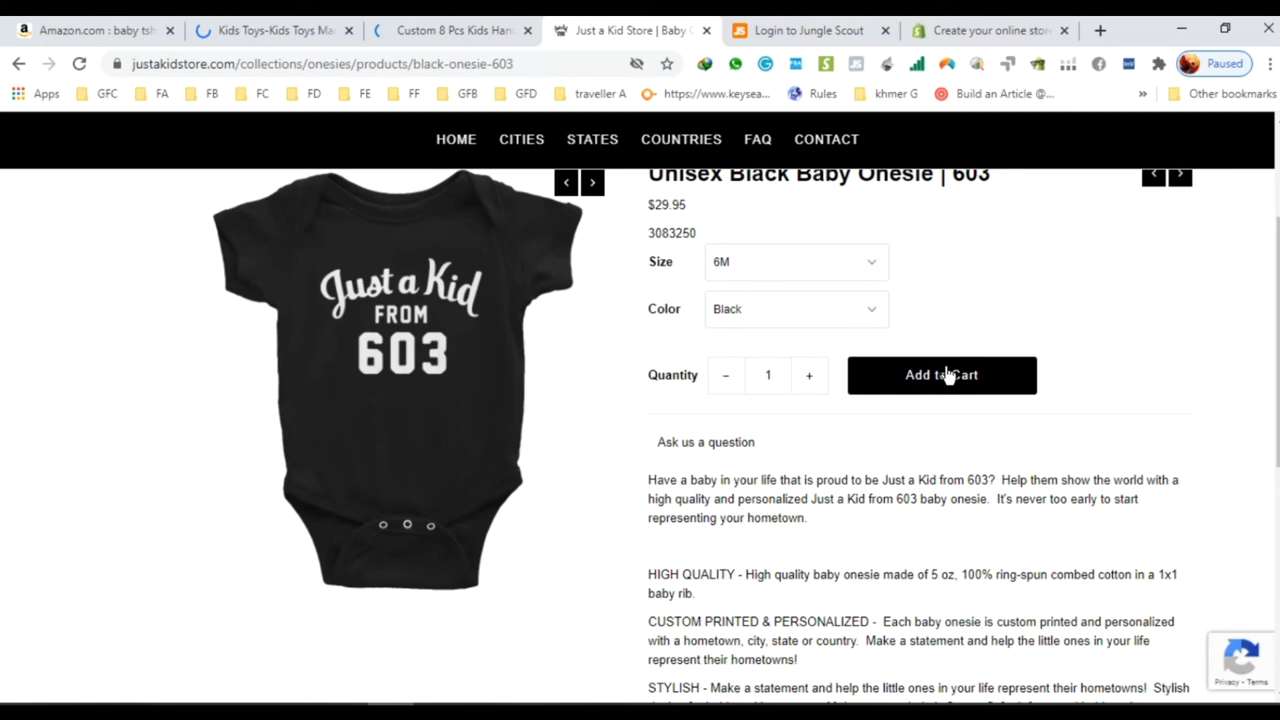 Amazon.com : baby tsh
Kids Toys-Kids Toys Ma
Custom 8 Pcs Kids Han
Just a Kid Store | Baby
Login to Jungle Scout
Create your online stor
justakidstore.com/collections/onesies/products/black-onesie-603
Paused
Apps GFC FA FB FC FD FE FF GFB GFD traveller A https://www.keysea... Rules khmer G Build an Article @... » Other bookmarks
HOME CITIES STATES COUNTRIES FAQ CONTACT
Unisex Black Baby Onesie | 603
$29.95
3083250
Size 6M
Color Black
Quantity - 1 + Add to Cart
Just a Kid
FROM
603
Ask us a question
Have a baby in your life that is proud to be Just a Kid from 603? Help them show the world with a
high quality and personalized Just a Kid from 603 baby onesie. It's never too early to start
representing your hometown.
HIGH QUALITY - High quality baby onesie made of 5 oz, 100% ring-spun combed cotton in a 1x1
baby rib.
CUSTOM PRINTED & PERSONALIZED - Each baby onesie is custom printed and personalized
with a hometown, city, state or country. Make a statement and help the little ones in your life
represent their hometowns!
STYLISH - Make a statement and help the little ones in your life represent their hometowns! Stylish
Privacy - Terms